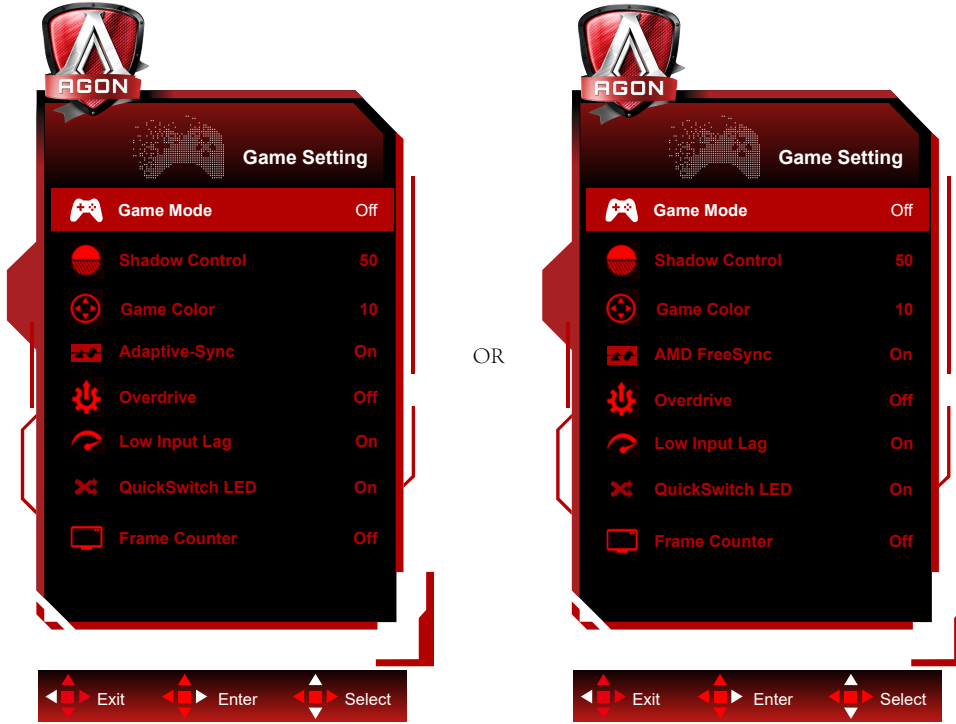 AGON
Game Setting
Game Mode Off
Shadow Control 50
Game Color 10
Adaptive-Sync On
Overdrive Off
Low Input Lag On
QuickSwitch LED On
Frame Counter Off
Exit Enter Select
OR
AGON
Game Setting
Game Mode Off
Shadow Control 50
Game Color 10
AMD FreeSync On
Overdrive Off
Low Input Lag On
QuickSwitch LED On
Frame Counter Off
Exit Enter Select